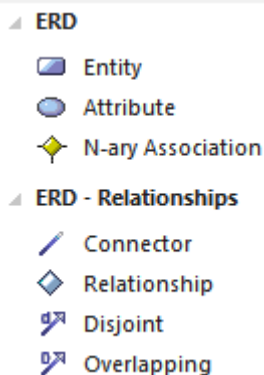 ERD
Entity
Attribute
N-ary Association
ERD - Relationships
Connector
Relationship
Disjoint
Overlapping